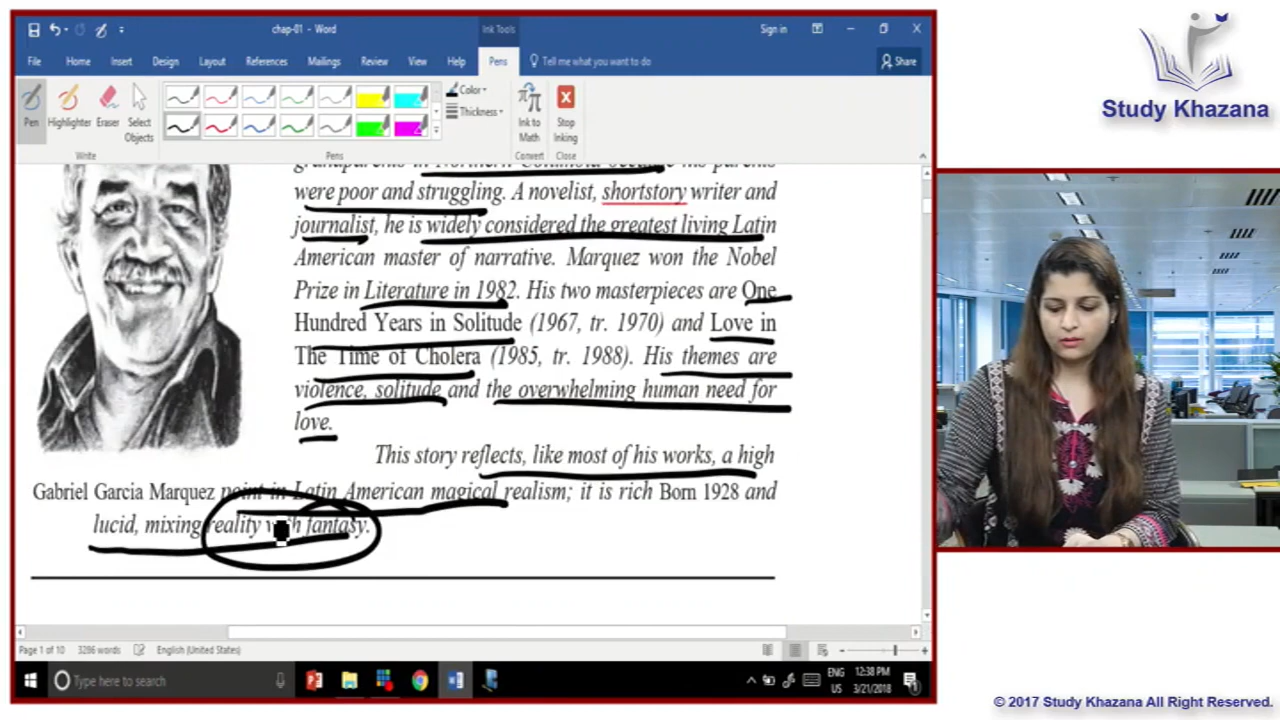 chap-01 - Word
Ink Tools
Sign in
File Home Insert Design Layout References Mailings Review View Help Pens Tell me what you want to do Share
Pen Highlighter Eraser Select Objects
Color
Thickness
Ink to Math
Stop Inking
Write Pens Convert Close
grandparents in Northern his parents
were poor and struggling. A novelist, shortstory writer and
journalist, he is widely considered the greatest living Latin
American master of narrative. Marquez won the Nobel
Prize in Literature in 1982. His two masterpieces are One
Hundred Years in Solitude (1967, tr. 1970) and Love in
The Time of Cholera (1985, tr. 1988). His themes are
violence, solitude and the overwhelming human need for
love.
This story reflects, like most of his works, a high
Gabriel Garcia Marquez point in Latin American magical realism; it is rich Born 1928 and
lucid, mixing reality with fantasy.
Page 1 of 10 3286 words English (United States)
Type here to search
ENG
US
12:38 PM
3/21/2018
Study Khazana
© 2017 Study Khazana All Right Reserved.